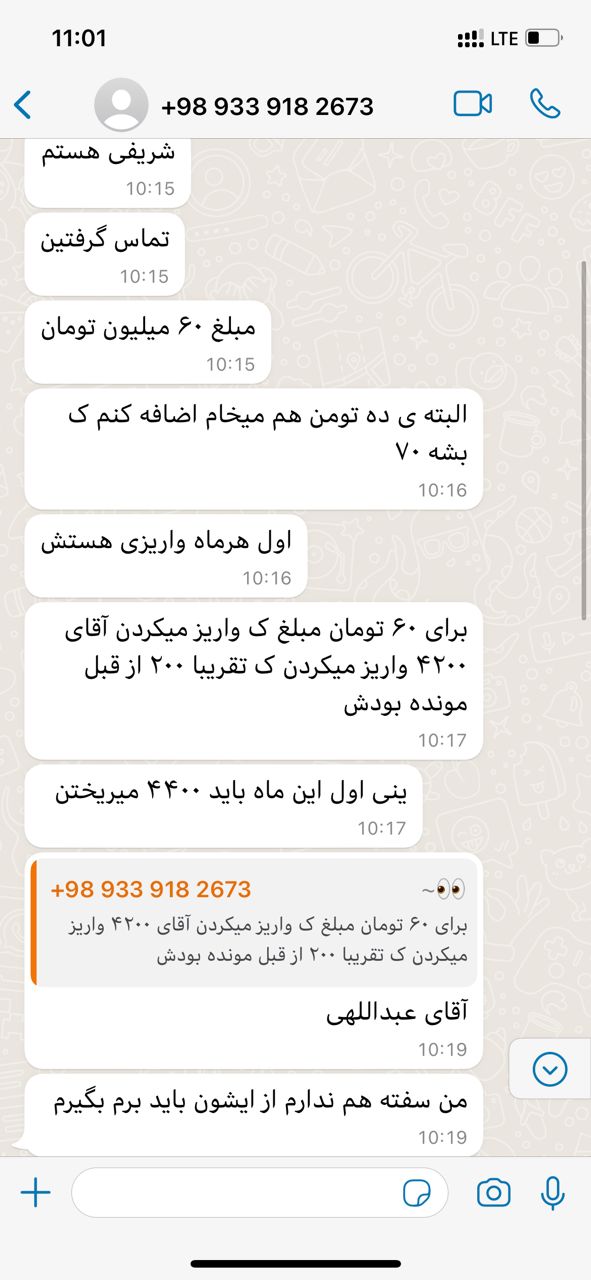 11:01
LTE
+98 933 918 2673
شریفی هستم
10:15
تماس گرفتین
10:15
مبلغ ۶۰ میلیون تومان
10:15
البته ی ده تومن هم میخام اضافه کنم ک
بشه ۷۰
10:16
اول هرماه واریزی هستش
10:16
برای ۶۰ تومان مبلغ ک واریز میکردن آقای
۴۲۰۰ واریز میکردن ک تقریبا ۲۰۰ از قبل
مونده بودش
10:17
ینی اول این ماه باید ۴۴۰۰ میریختن
10:17
+98 933 918 2673
~👀
برای ۶۰ تومان مبلغ ک واریز میکردن آقای ۴۲۰۰ واریز
میکردن ک تقریبا ۲۰۰ از قبل مونده بودش
آقای عبداللهی
10:19
من سفته هم ندارم از ایشون باید برم بگیرم
10:19